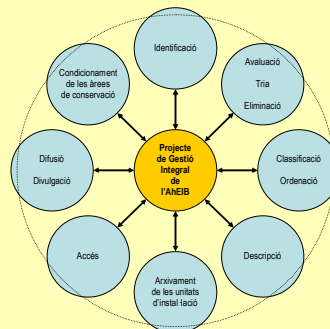 Identificació
Avaluació
Tria
Eliminació
Classificació
Ordenació
Descripció
Arxivament
de les unitats
d'instal·lació
Accés
Difusió
Divulgació
Condicionament
de les àrees
de conservació
Projecte
de Gestió
Integral
de
l'AhEIB